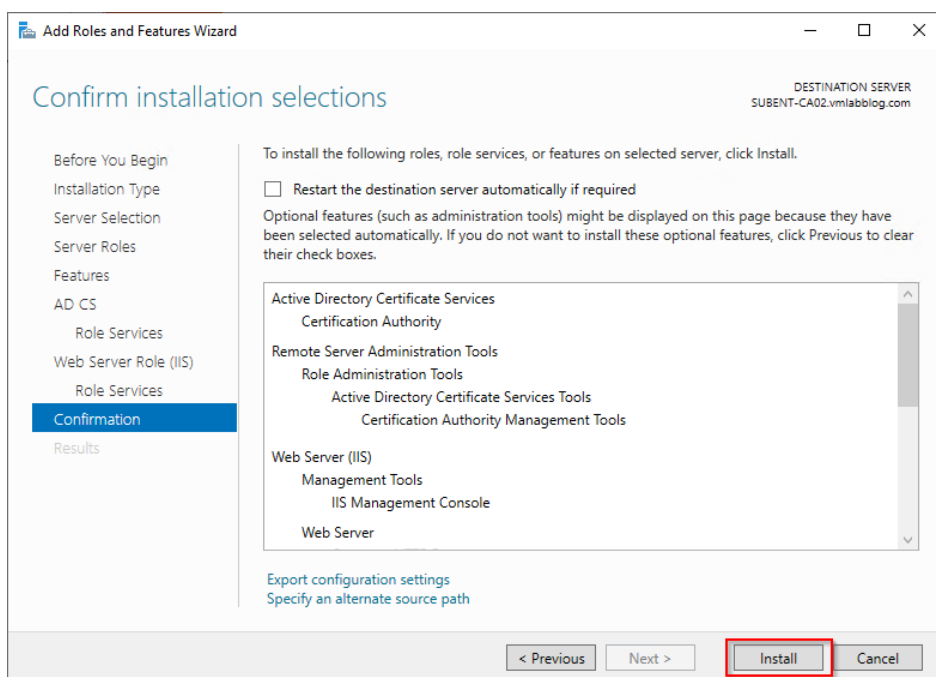 Add Roles and Features Wizard
Confirm installation selections
DESTINATION SERVER
SUBENT-CA02.vmlabblog.com
Before You Begin
Installation Type
Server Selection
Server Roles
Features
AD CS
Role Services
Web Server Role (IIS)
Role Services
Confirmation
Results
To install the following roles, role services, or features on selected server, click Install.
Restart the destination server automatically if required
Optional features (such as administration tools) might be displayed on this page because they have
been selected automatically. If you do not want to install these optional features, click Previous to clear
their check boxes.
Active Directory Certificate Services
Certification Authority
Remote Server Administration Tools
Role Administration Tools
Active Directory Certificate Services Tools
Certification Authority Management Tools
Web Server (IIS)
Management Tools
IIS Management Console
Web Server
Export configuration settings
Specify an alternate source path
< Previous
Next >
Install
Cancel